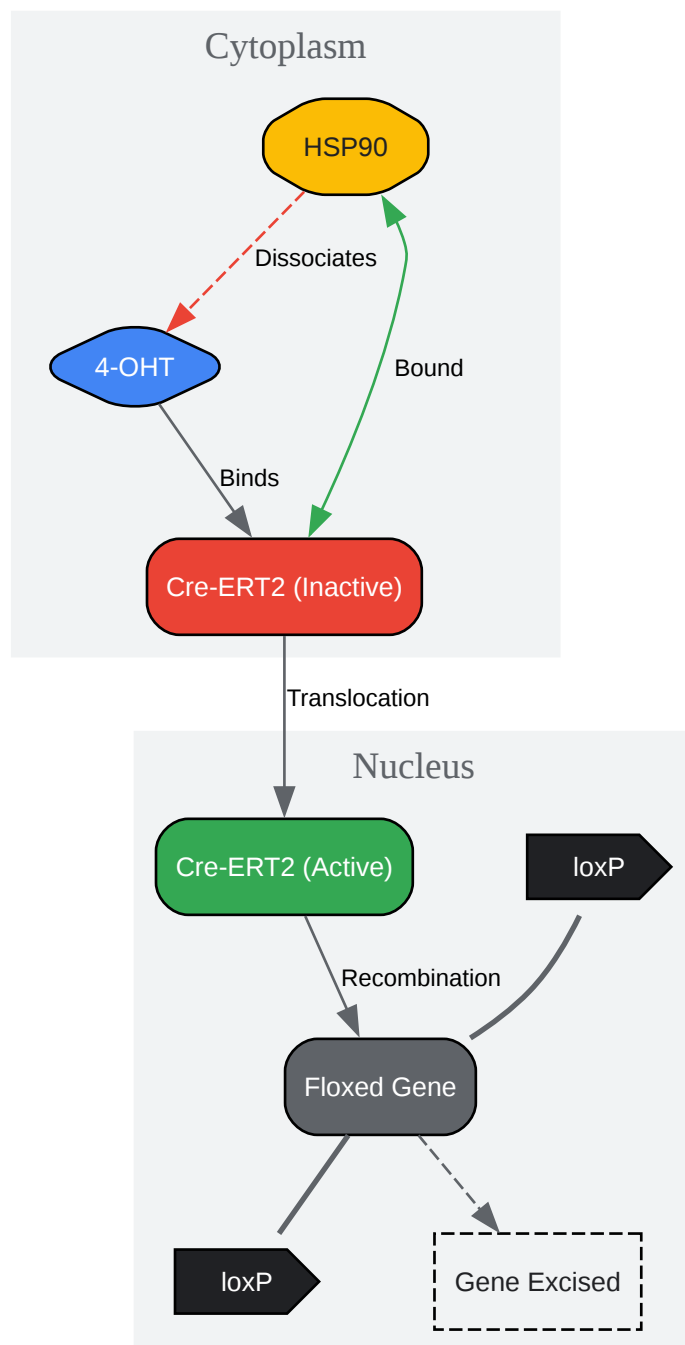 Cytoplasm
HSP90
Dissociates
4-OHT
Bound
Binds
Cre-ERT2 (Inactive)
Translocation
Nucleus
Cre-ERT2 (Active)
loxP
Recombination
Floxed Gene
loxP
Gene Excised